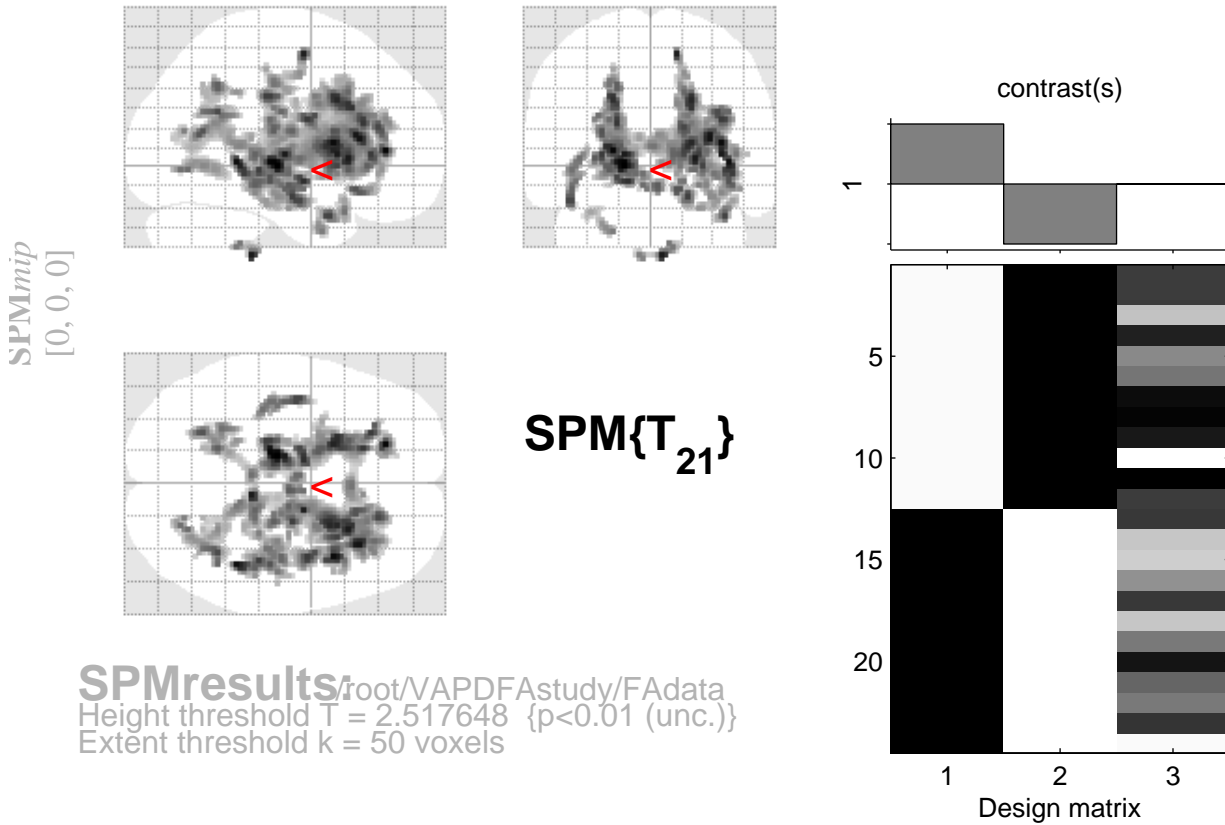 SPMmip
[0, 0, 0]
<
<
<
SPM{T_21}
contrast(s)
1
5
10
15
20
1 2 3
Design matrix
SPMresults: /root/VAPDFAstudy/FAdata
Height threshold T = 2.517648 {p<0.01 (unc.)}
Extent threshold k = 50 voxels